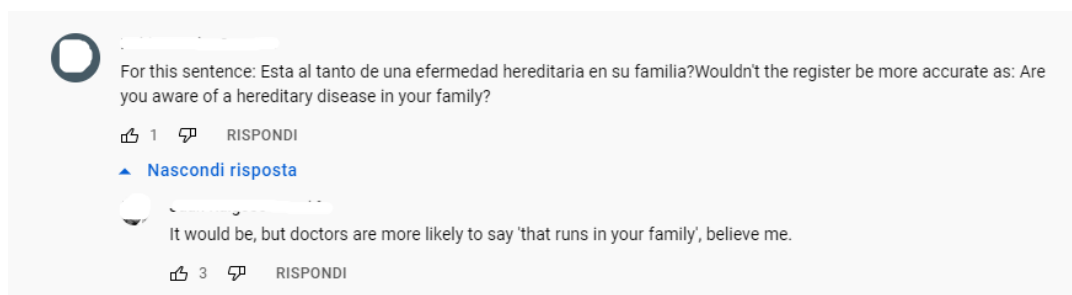 For this sentence: Esta al tanto de una efermedad hereditaria en su familia?Wouldn't the register be more accurate as: Are
you aware of a hereditary disease in your family?
1 RISPONDI
Nascondi risposta
It would be, but doctors are more likely to say 'that runs in your family', believe me.
3 RISPONDI